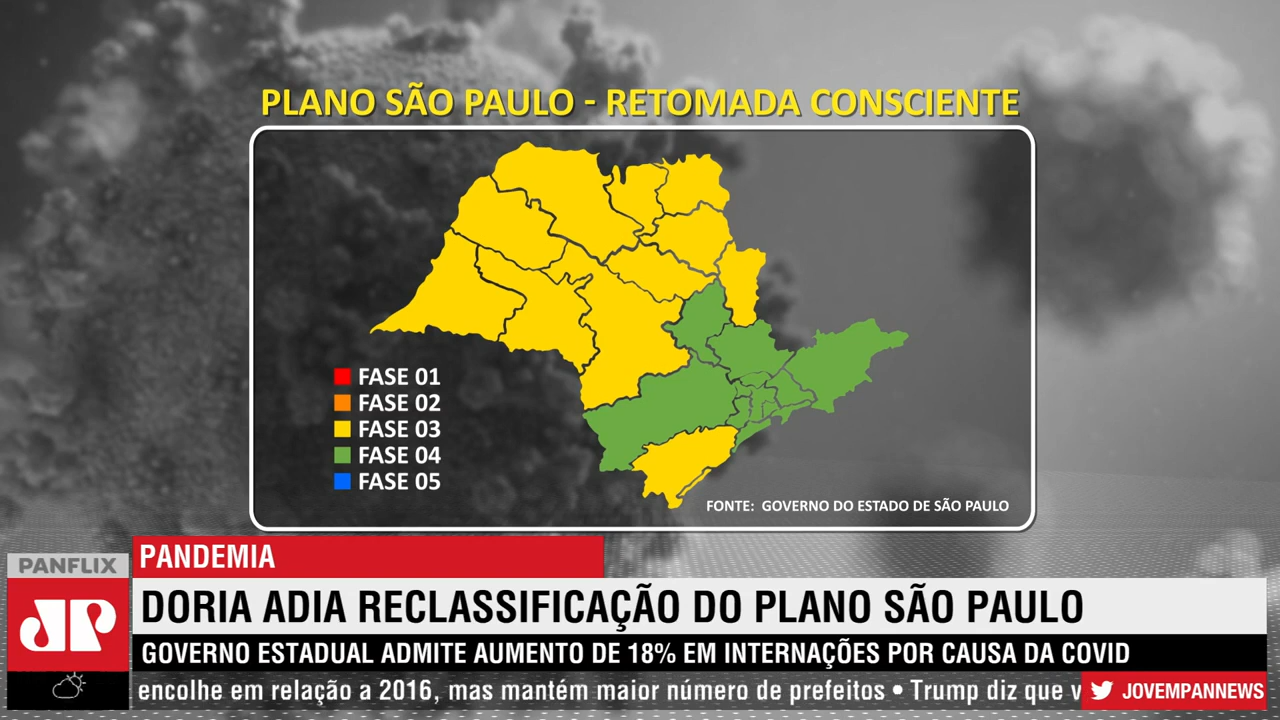 PLANO SÃO PAULO - RETOMADA CONSCIENTE
FASE 01
FASE 02
FASE 03
FASE 04
FASE 05
FONTE: GOVERNO DO ESTADO DE SÃO PAULO
PANFLIX
JP
PANDEMIA
DORIA ADIA RECLASSIFICAÇÃO DO PLANO SÃO PAULO
GOVERNO ESTADUAL ADMITE AUMENTO DE 18% EM INTERNAÇÕES POR CAUSA DA COVID
encolhe em relação a 2016, mas mantém maior número de prefeitos • Trump diz que v
JOVEMPANNEWS